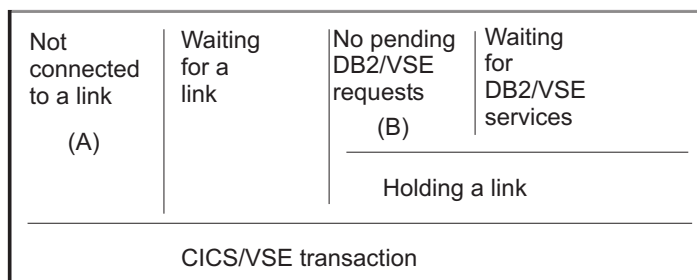 Not
connected
to a link
(A)
Waiting
for a
link
No pending
DB2/VSE
requests
(B)
Waiting
for
DB2/VSE
services
Holding a link
CICS/VSE transaction